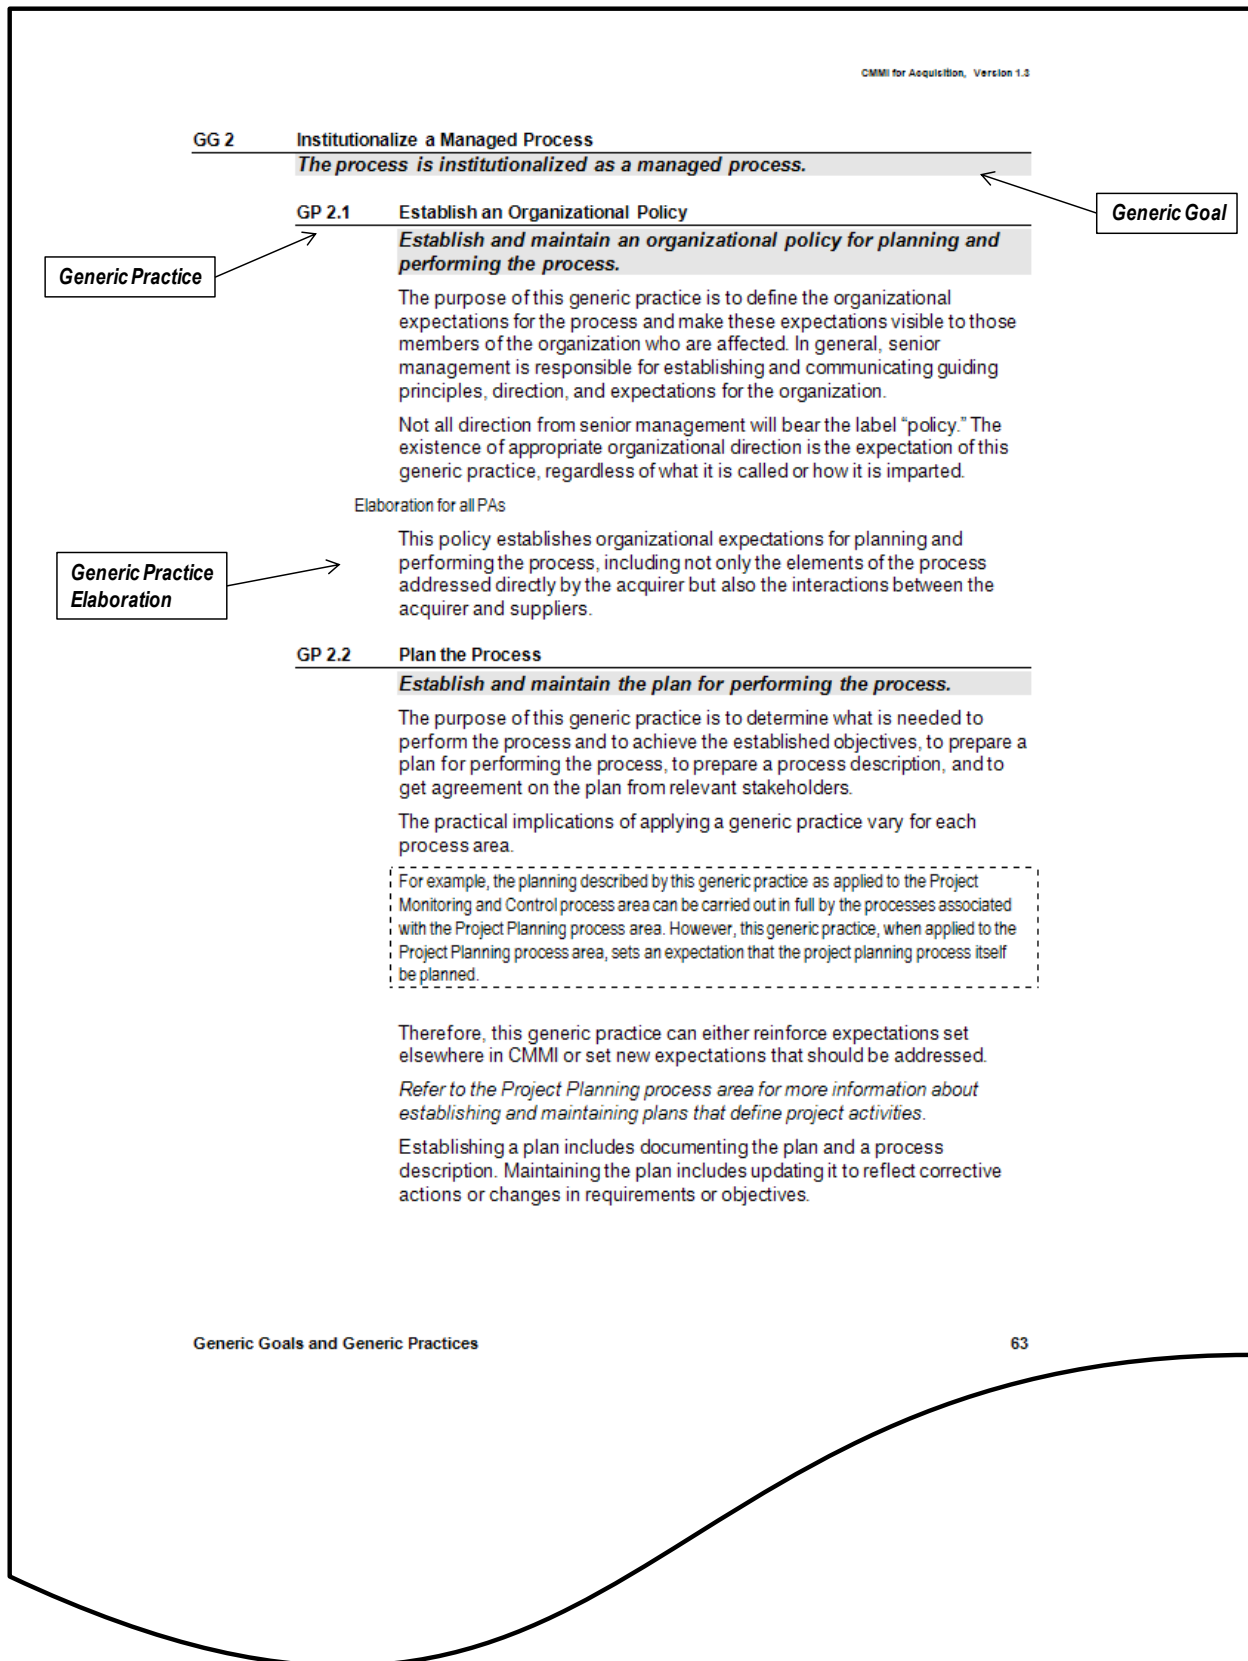 CMMI for Acquisition, Version 1.3
GG 2 Institutionalize a Managed Process
The process is institutionalized as a managed process.
Generic Goal
GP 2.1 Establish an Organizational Policy
Establish and maintain an organizational policy for planning and
performing the process.
Generic Practice
The purpose of this generic practice is to define the organizational
expectations for the process and make these expectations visible to those
members of the organization who are affected. In general, senior
management is responsible for establishing and communicating guiding
principles, direction, and expectations for the organization.
Not all direction from senior management will bear the label “policy.” The
existence of appropriate organizational direction is the expectation of this
generic practice, regardless of what it is called or how it is imparted.
Elaboration for all PAs
This policy establishes organizational expectations for planning and
performing the process, including not only the elements of the process
addressed directly by the acquirer but also the interactions between the
acquirer and suppliers.
Generic Practice
Elaboration
GP 2.2 Plan the Process
Establish and maintain the plan for performing the process.
The purpose of this generic practice is to determine what is needed to
perform the process and to achieve the established objectives, to prepare a
plan for performing the process, to prepare a process description, and to
get agreement on the plan from relevant stakeholders.
The practical implications of applying a generic practice vary for each
process area.
For example, the planning described by this generic practice as applied to the Project
Monitoring and Control process area can be carried out in full by the processes associated
with the Project Planning process area. However, this generic practice, when applied to the
Project Planning process area, sets an expectation that the project planning process itself
be planned.
Therefore, this generic practice can either reinforce expectations set
elsewhere in CMMI or set new expectations that should be addressed.
Refer to the Project Planning process area for more information about
establishing and maintaining plans that define project activities.
Establishing a plan includes documenting the plan and a process
description. Maintaining the plan includes updating it to reflect corrective
actions or changes in requirements or objectives.
Generic Goals and Generic Practices 63